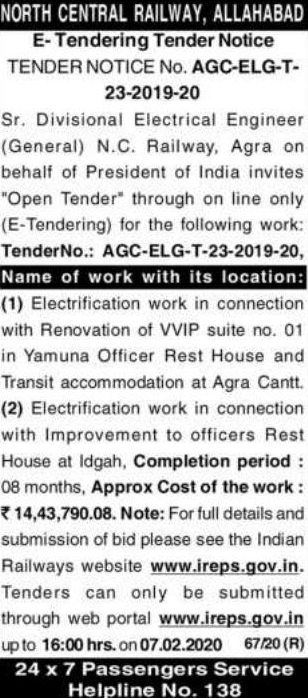 NORTH CENTRAL RAILWAY, ALLAHABAD
E- Tendering Tender Notice
TENDER NOTICE No. AGC-ELG-T-
23-2019-20
Sr. Divisional Electrical Engineer
(General) N.C. Railway, Agra on
behalf of President of India invites
"Open Tender" through on line only
(E-Tendering) for the following work:
TenderNo.: AGC-ELG-T-23-2019-20,
Name of work with its location:
(1) Electrification work in connection
with Renovation of VVIP suite no. 01
in Yamuna Officer Rest House and
Transit accommodation at Agra Cantt.
(2) Electrification work in connection
with Improvement to officers Rest
House at Idgah, Completion period :
08 months, Approx Cost of the work :
₹ 14,43,790.08. Note: For full details and
submission of bid please see the Indian
Railways website www.ireps.gov.in.
Tenders can only be submitted
through web portal www.ireps.gov.in
up to 16:00 hrs. on 07.02.2020 67/20 (R)
24 x 7 Passengers Service
Helpline No. 138